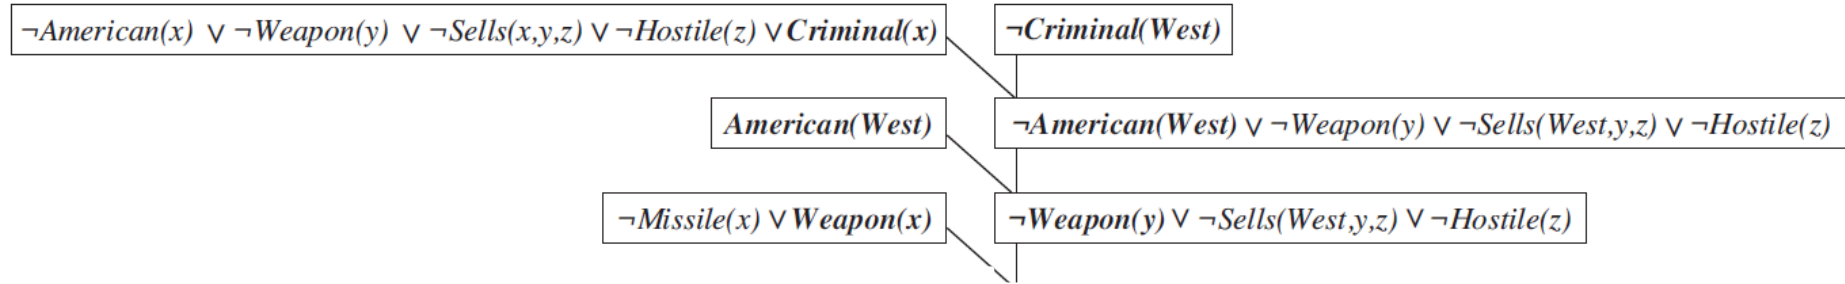 ¬American(x) ∨ ¬Weapon(y) ∨ ¬Sells(x,y,z) ∨ ¬Hostile(z) ∨ Criminal(x)
¬Criminal(West)
American(West)
¬American(West) ∨ ¬Weapon(y) ∨ ¬Sells(West,y,z) ∨ ¬Hostile(z)
¬Missile(x) ∨ Weapon(x)
¬Weapon(y) ∨ ¬Sells(West,y,z) ∨ ¬Hostile(z)